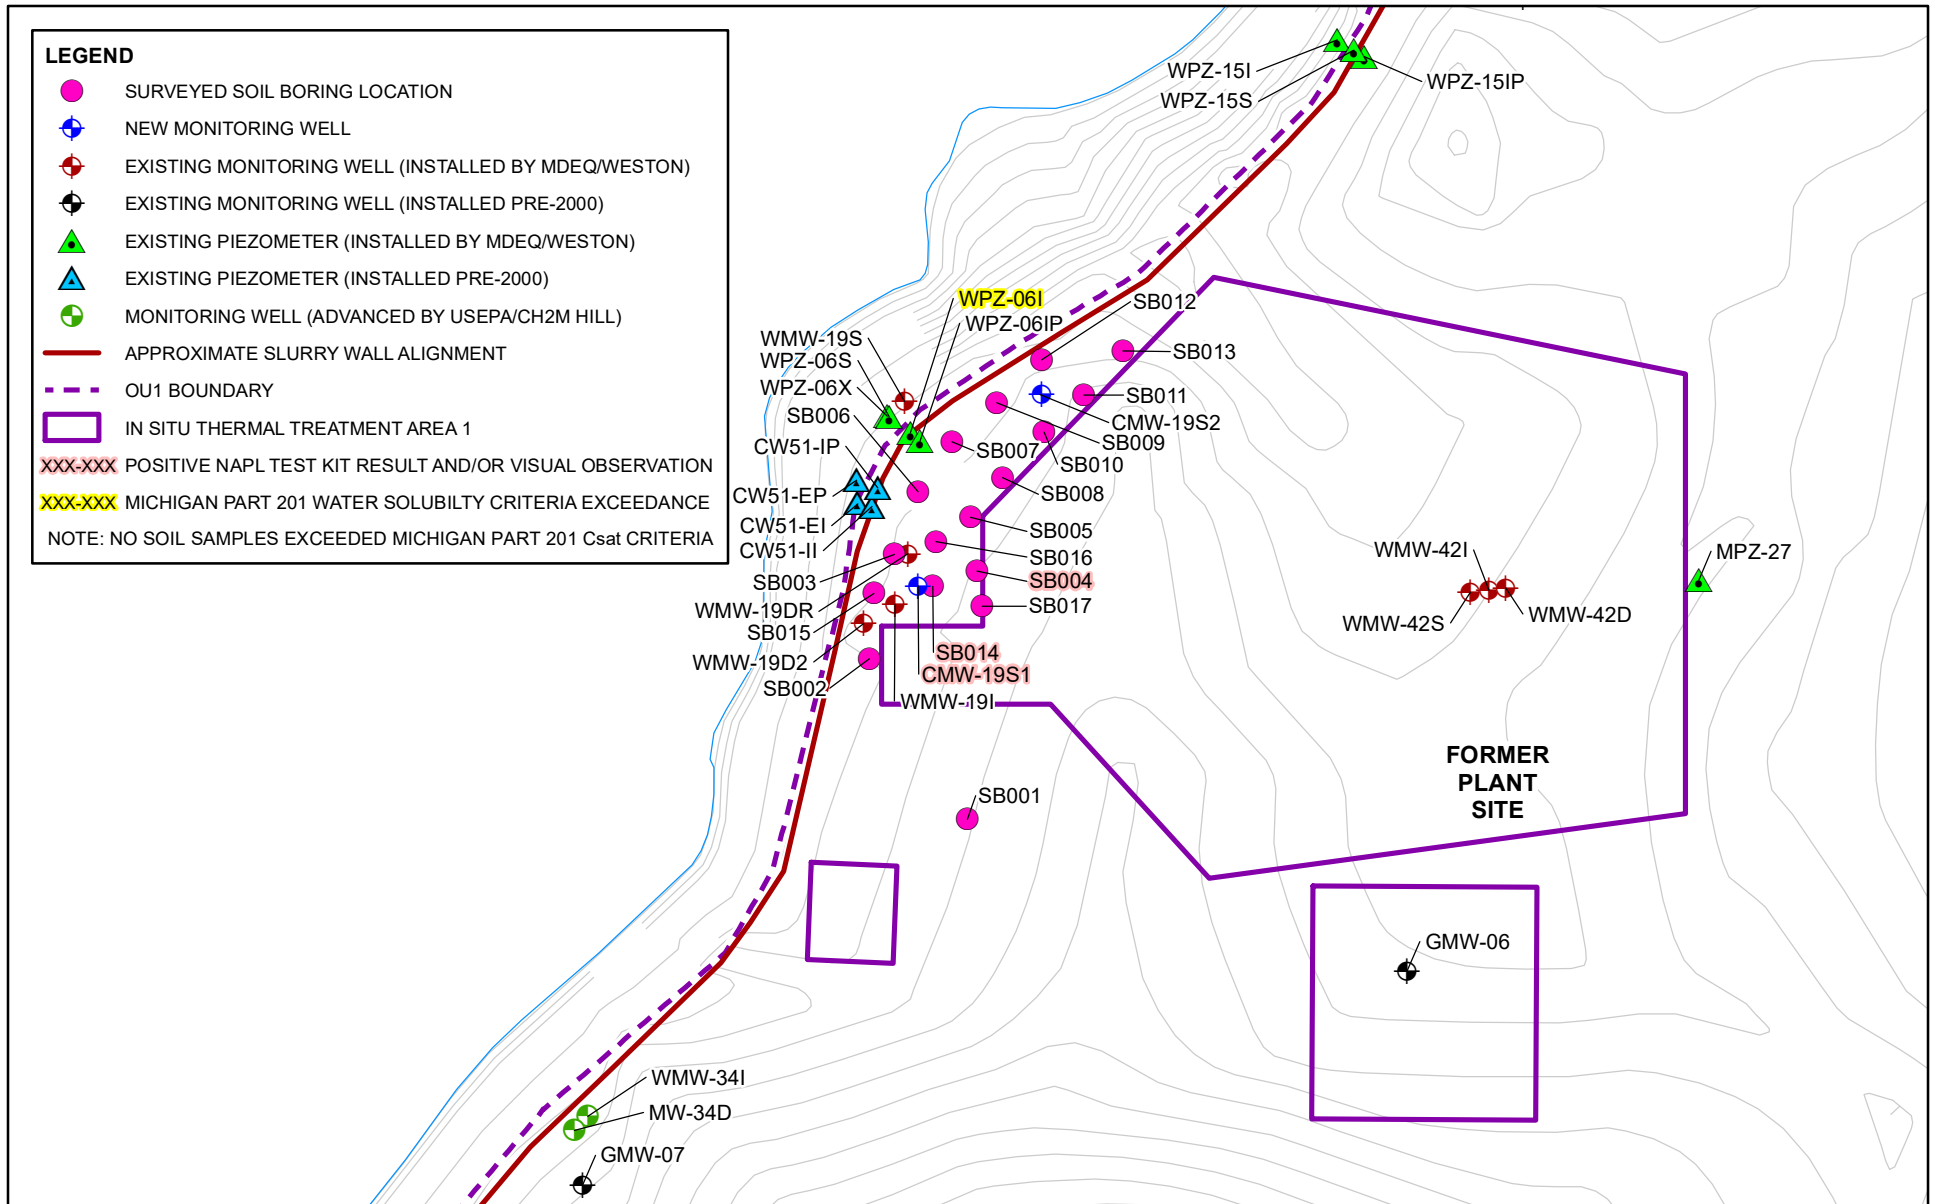 LEGEND
SURVEYED SOIL BORING LOCATION
NEW MONITORING WELL
EXISTING MONITORING WELL (INSTALLED BY MDEQ/WESTON)
EXISTING MONITORING WELL (INSTALLED PRE-2000)
EXISTING PIEZOMETER (INSTALLED BY MDEQ/WESTON)
EXISTING PIEZOMETER (INSTALLED PRE-2000)
MONITORING WELL (ADVANCED BY USEPA/CH2M HILL)
APPROXIMATE SLURRY WALL ALIGNMENT
OU1 BOUNDARY
IN SITU THERMAL TREATMENT AREA 1
XXX-XXX POSITIVE NAPL TEST KIT RESULT AND/OR VISUAL OBSERVATION
XXX-XXX MICHIGAN PART 201 WATER SOLUBILTY CRITERIA EXCEEDANCE
NOTE: NO SOIL SAMPLES EXCEEDED MICHIGAN PART 201 Csat CRITERIA
WPZ-15I
WPZ-15S
WPZ-15IP
WPZ-06I
WPZ-06IP
SB012
WMW-19S
WPZ-06S
WPZ-06X
SB006
CW51-IP
CW51-EP
CW51-EI
CW51-II
SB003
WMW-19DR
SB015
WMW-19D2
SB002
SB013
SB011
CMW-19S2
SB009
SB007
SB010
SB008
SB005
SB016
SB004
SB017
SB014
CMW-19S1
WMW-19I
WMW-42I
WMW-42S
WMW-42D
MPZ-27
FORMER
PLANT
SITE
SB001
GMW-06
WMW-34I
MW-34D
GMW-07